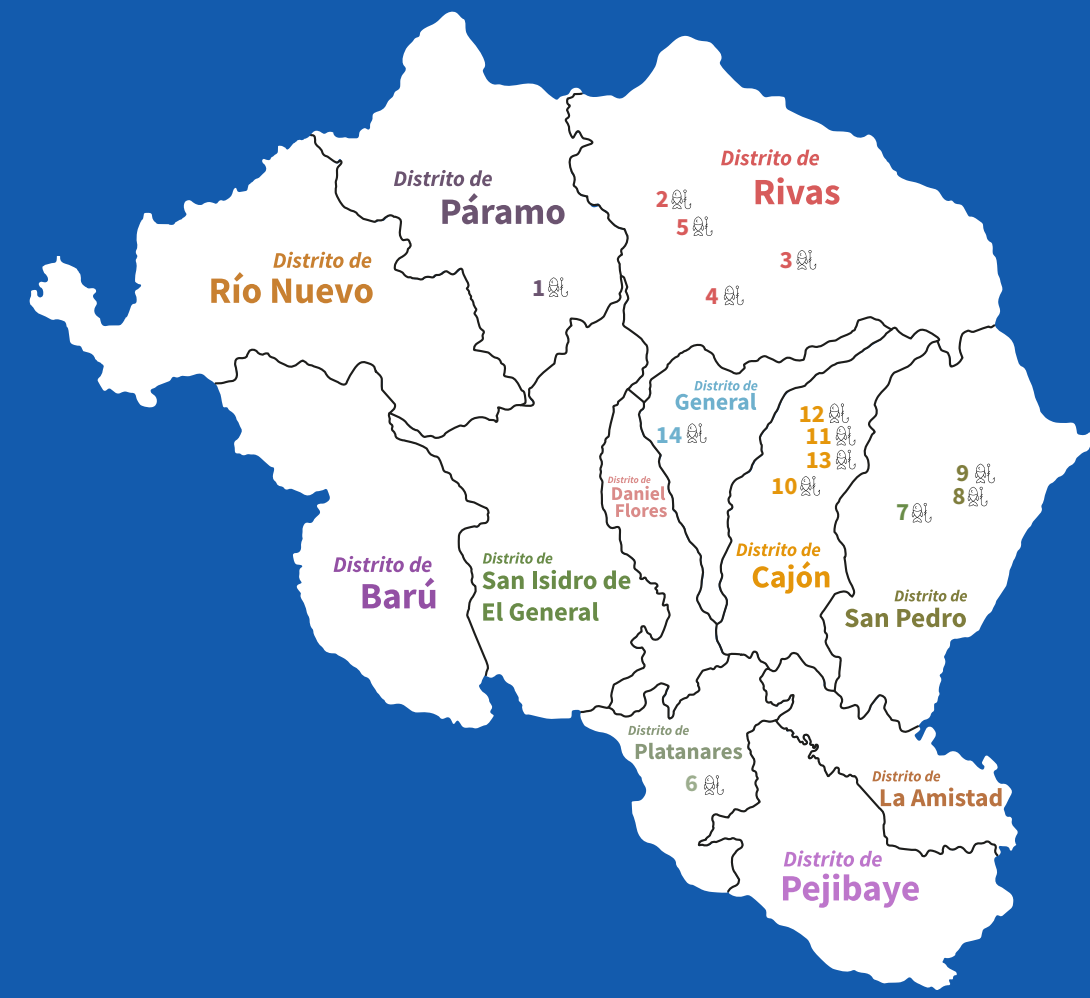 Distrito de
Rivas
2
5
3
4
Distrito de
Páramo
1
Distrito de
Río Nuevo
Distrito de
General
14
12
11
13
10
Distrito de
Cajón
9
8
7
Distrito de
San Pedro
Distrito de
Daniel
Flores
Distrito de
San Isidro de
El General
Distrito de
Barú
Distrito de
Platanares
6
Distrito de
La Amistad
Distrito de
Pejibaye